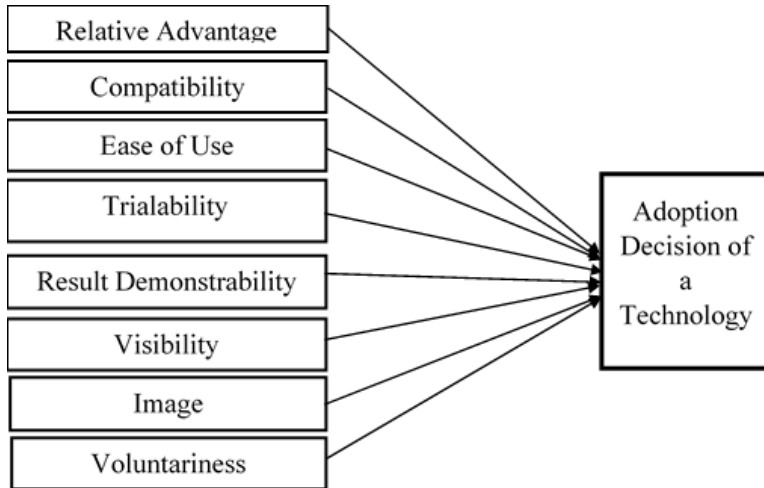 Relative Advantage
Compatibility
Ease of Use
Trialability
Result Demonstrability
Visibility
Image
Voluntariness
Adoption
Decision of
a
Technology